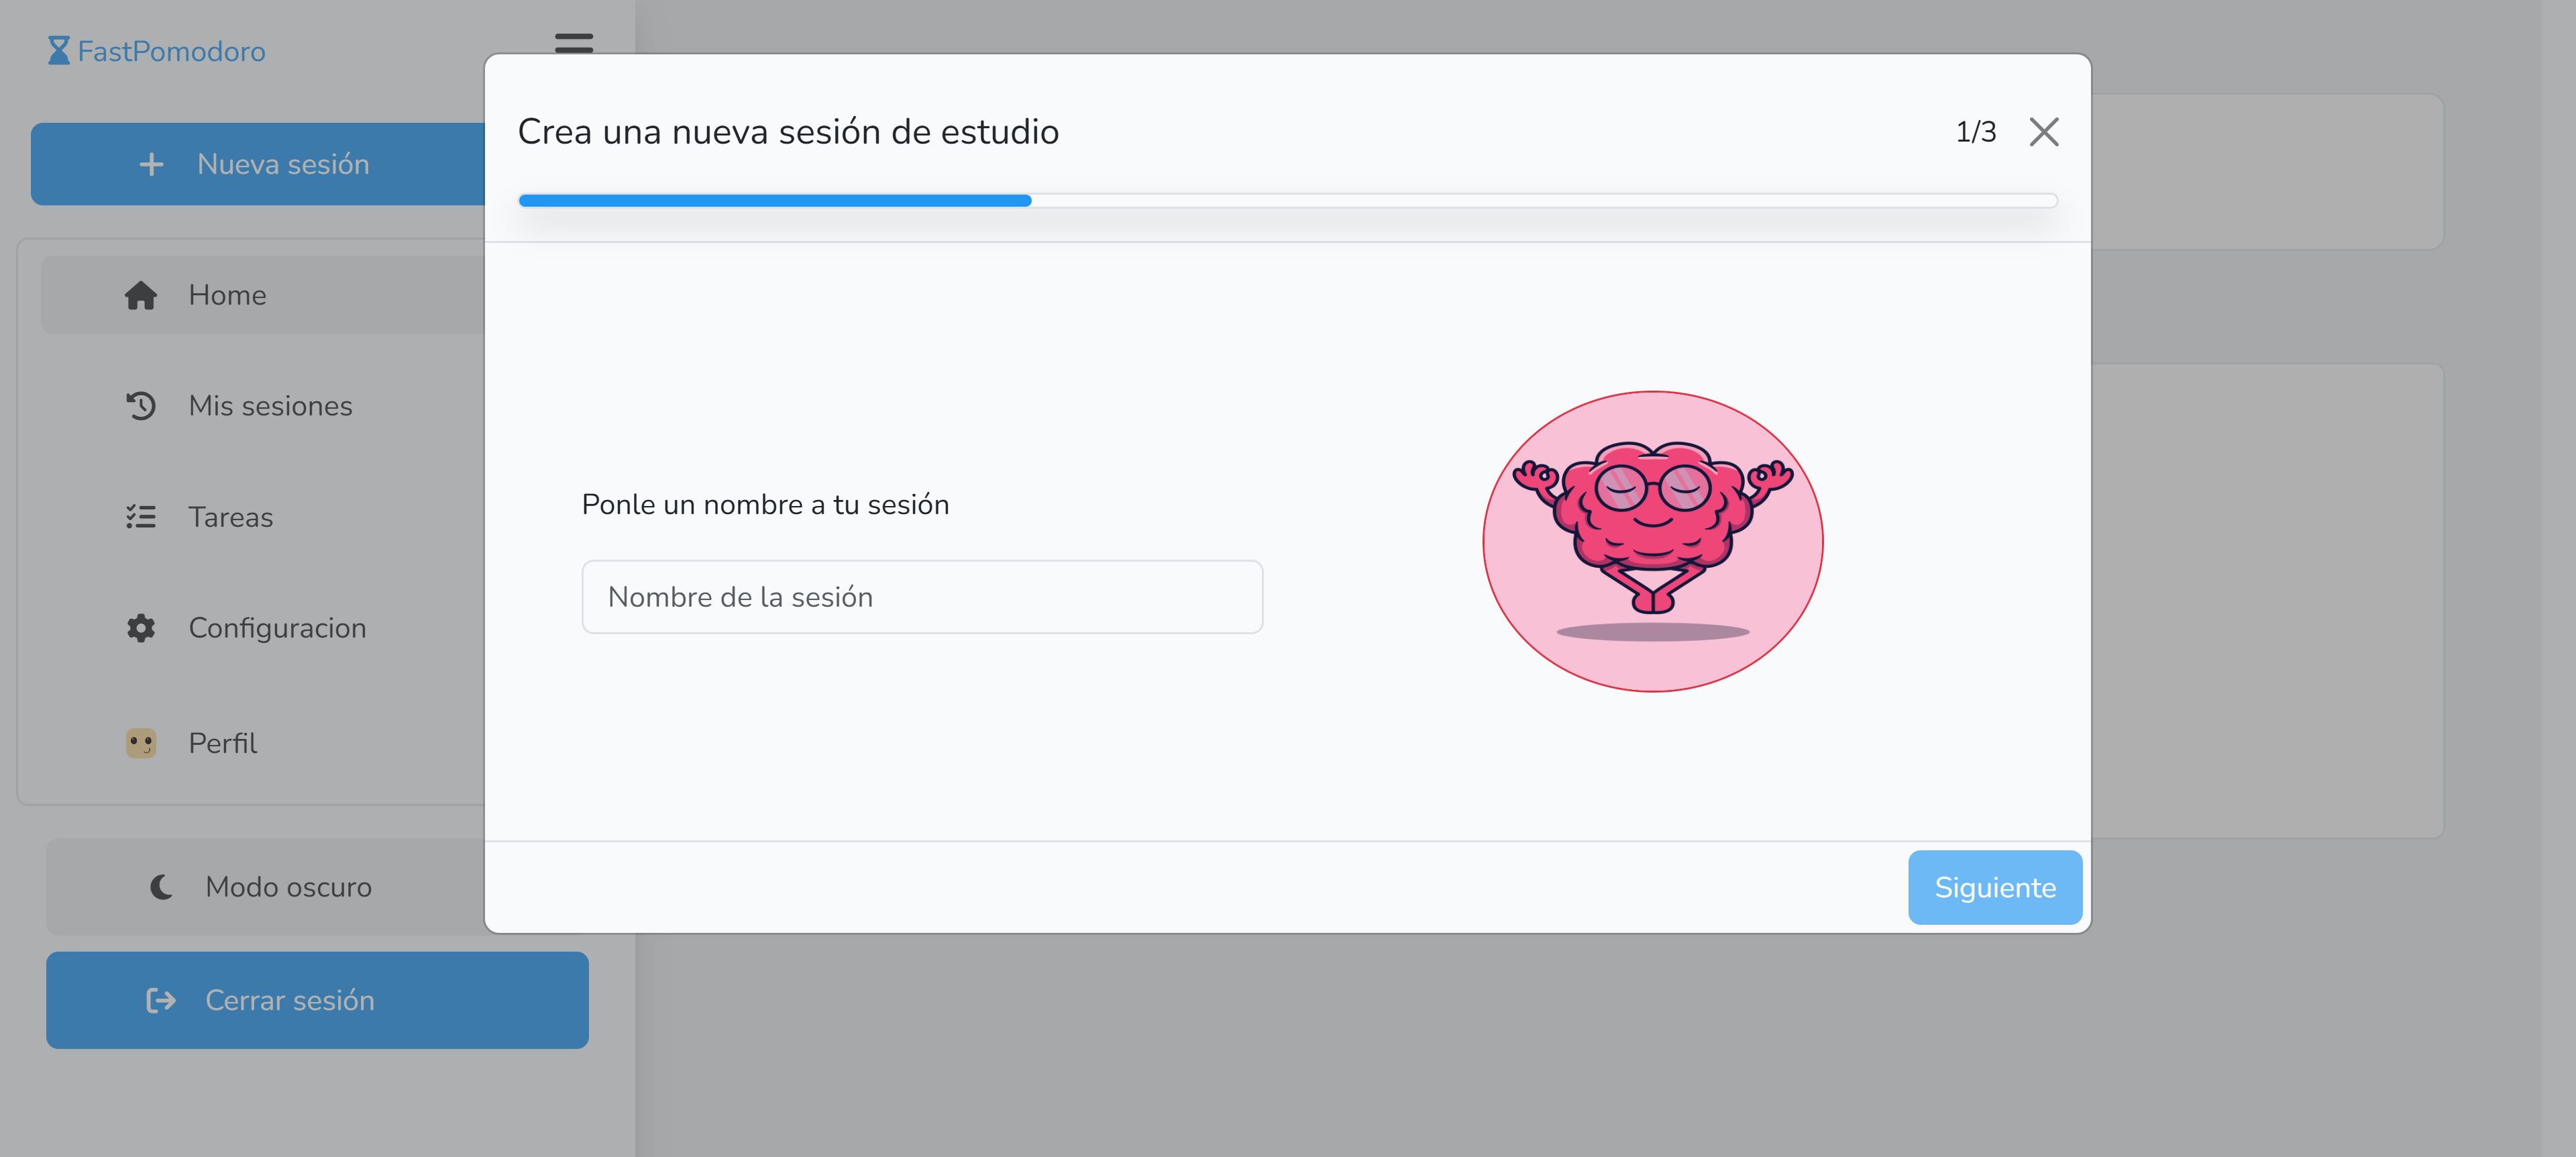 FastPomodoro
Nueva sesión
Home
Mis sesiones
Tareas
Configuracion
Perfil
Modo oscuro
Cerrar sesión
Crea una nueva sesión de estudio
1/3
Ponle un nombre a tu sesión
Nombre de la sesión
Siguiente